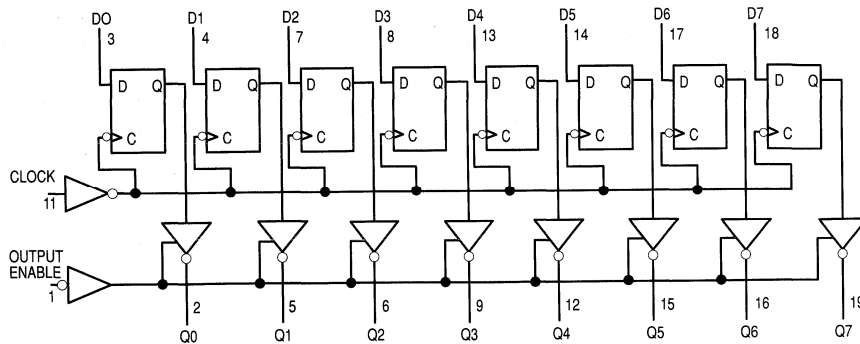 DO D1 D2 D3 D4 D5 D6 D7
3 4 7 8 13 14 17 18
D Q D Q D Q D Q D Q D Q D Q D Q
C C C C C C C C
CLOCK
11
OUTPUT
ENABLE
1
2 5 6 9 12 15 16 19
Q0 Q1 Q2 Q3 Q4 Q5 Q6 Q7